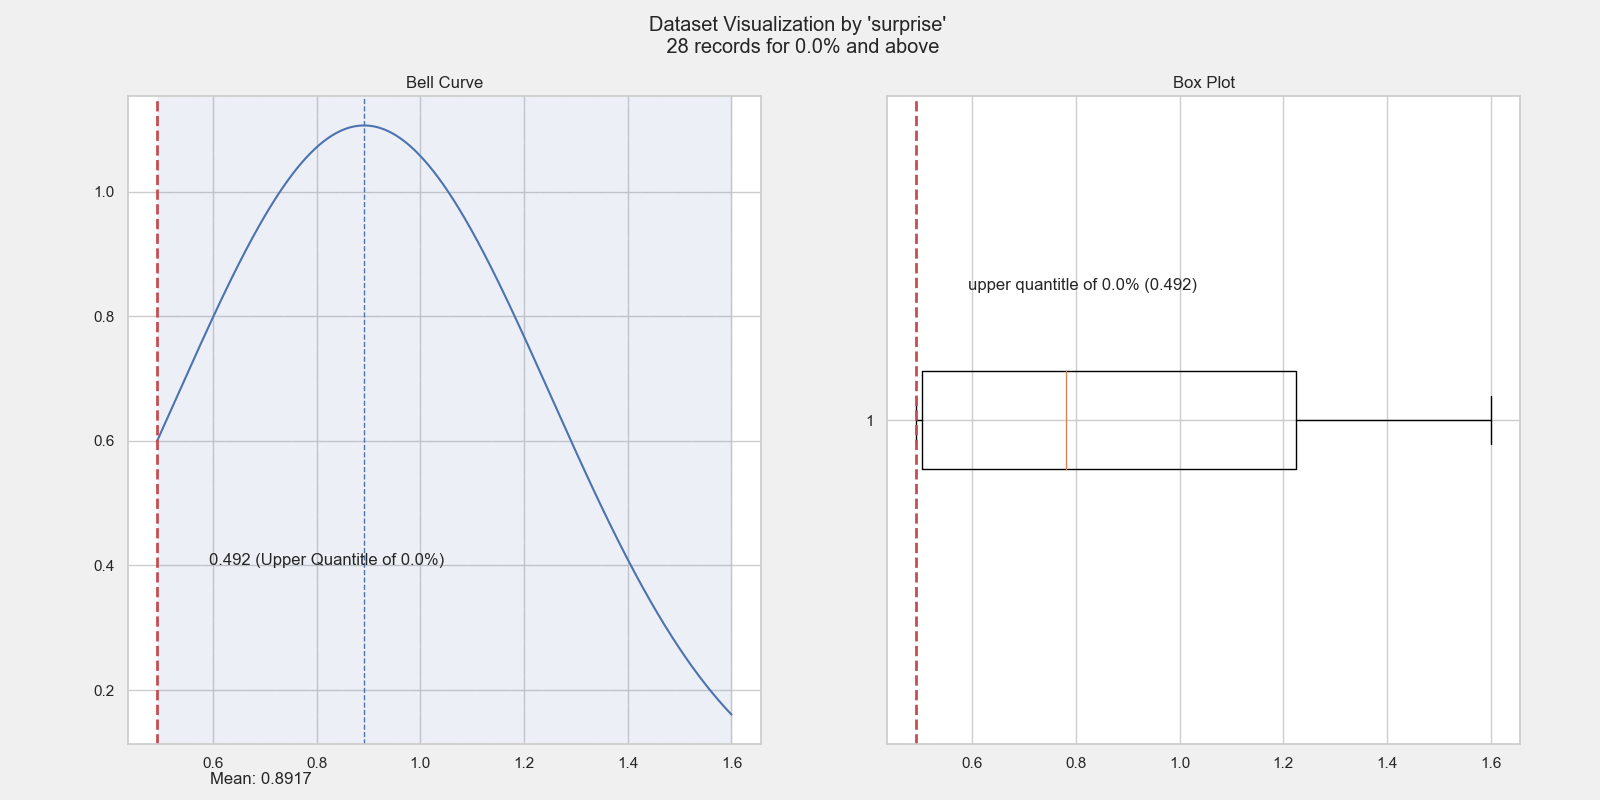 Dataset Visualization by 'surprise'
28 records for 0.0% and above
Bell Curve
1.0
0.8
0.6
0.4
0.2
0.492 (Upper Quantitle of 0.0%)
0.6 0.8 1.0 1.2 1.4 1.6
Mean: 0.8917
Box Plot
upper quantitle of 0.0% (0.492)
1
0.6 0.8 1.0 1.2 1.4 1.6